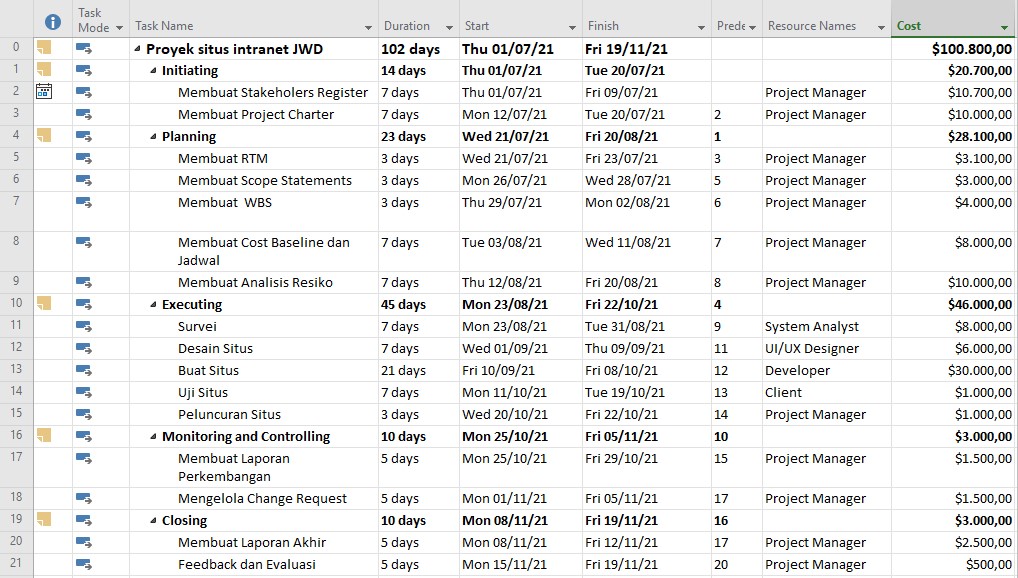 Task Mode Task Name Duration Start Finish Prede Resource Names Cost
0 Proyek situs intranet JWD 102 days Thu 01/07/21 Fri 19/11/21 $100.800,00
1 Initiating 14 days Thu 01/07/21 Tue 20/07/21 $20.700,00
2 Membuat Stakeholers Register 7 days Thu 01/07/21 Fri 09/07/21 Project Manager $10.700,00
3 Membuat Project Charter 7 days Mon 12/07/21 Tue 20/07/21 2 Project Manager $10.000,00
4 Planning 23 days Wed 21/07/21 Fri 20/08/21 1 $28.100,00
5 Membuat RTM 3 days Wed 21/07/21 Fri 23/07/21 3 Project Manager $3.100,00
6 Membuat Scope Statements 3 days Mon 26/07/21 Wed 28/07/21 5 Project Manager $3.000,00
7 Membuat WBS 3 days Thu 29/07/21 Mon 02/08/21 6 Project Manager $4.000,00
8 Membuat Cost Baseline dan Jadwal 7 days Tue 03/08/21 Wed 11/08/21 7 Project Manager $8.000,00
9 Membuat Analisis Resiko 7 days Thu 12/08/21 Fri 20/08/21 8 Project Manager $10.000,00
10 Executing 45 days Mon 23/08/21 Fri 22/10/21 4 $46.000,00
11 Survei 7 days Mon 23/08/21 Tue 31/08/21 9 System Analyst $8.000,00
12 Desain Situs 7 days Wed 01/09/21 Thu 09/09/21 11 UI/UX Designer $6.000,00
13 Buat Situs 21 days Fri 10/09/21 Fri 08/10/21 12 Developer $30.000,00
14 Uji Situs 7 days Mon 11/10/21 Tue 19/10/21 13 Client $1.000,00
15 Peluncuran Situs 3 days Wed 20/10/21 Fri 22/10/21 14 Project Manager $1.000,00
16 Monitoring and Controlling 10 days Mon 25/10/21 Fri 05/11/21 10 $3.000,00
17 Membuat Laporan Perkembangan 5 days Mon 25/10/21 Fri 29/10/21 15 Project Manager $1.500,00
18 Mengelola Change Request 5 days Mon 01/11/21 Fri 05/11/21 17 Project Manager $1.500,00
19 Closing 10 days Mon 08/11/21 Fri 19/11/21 16 $3.000,00
20 Membuat Laporan Akhir 5 days Mon 08/11/21 Fri 12/11/21 17 Project Manager $2.500,00
21 Feedback dan Evaluasi 5 days Mon 15/11/21 Fri 19/11/21 20 Project Manager $500,00